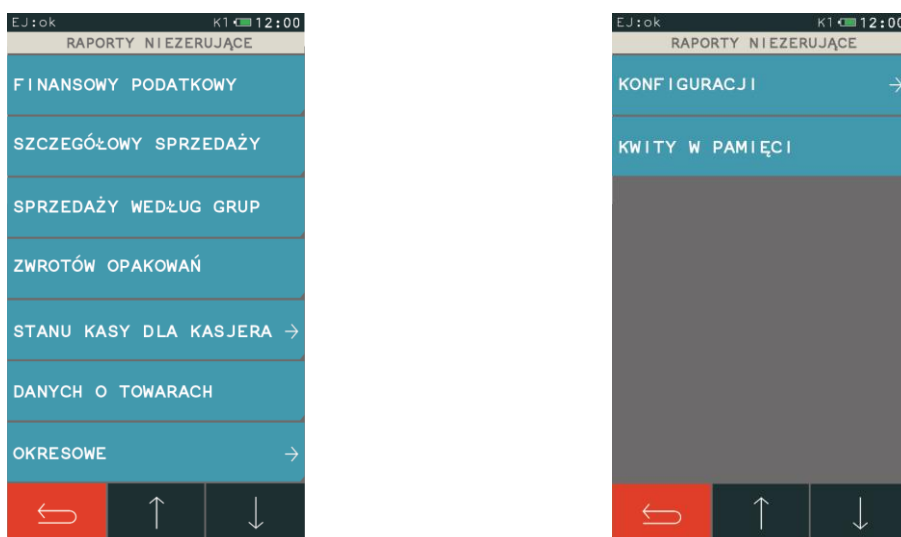 EJ:ok K1 12:00
RAPORTY NIEZERUJĄCE
FINANSOWY PODATKOWY
SZCZEGÓŁOWY SPRZEDAŻY
SPRZEDAŻY WEDŁUG GRUP
ZWROTÓW OPAKOWAŃ
STANU KASY DLA KASJERA →
DANYCH O TOWARACH
OKRESOWE →
EJ:ok K1 12:00
RAPORTY NIEZERUJĄCE
KONFIGURACJI →
KWITY W PAMIĘCI